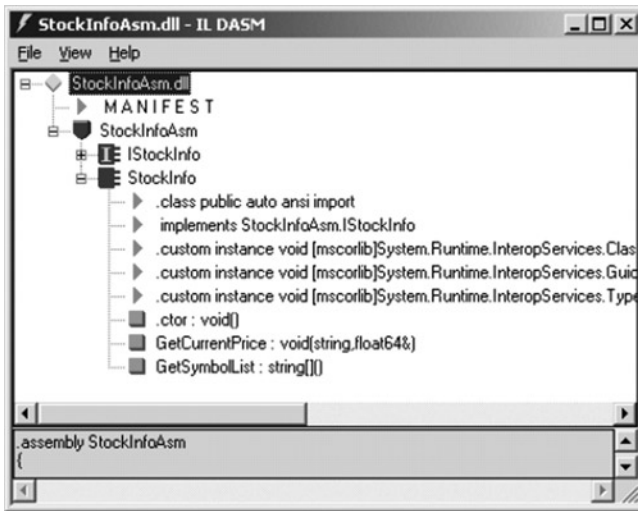 StockInfoAsm.dll - IL DASM
File View Help
StockInfoAsm.dll
MANIFEST
StockInfoAsm
IStockInfo
StockInfo
.class public auto ansi import
implements StockInfoAsm.IStockInfo
.custom instance void [mscorlib]System.Runtime.InteropServices.Clas
.custom instance void [mscorlib]System.Runtime.InteropServices.Guid
.custom instance void [mscorlib]System.Runtime.InteropServices.Type
.ctor : void()
GetCurrentPrice : void(string,float64&)
GetSymbolList : string[]()
.assembly StockInfoAsm
{